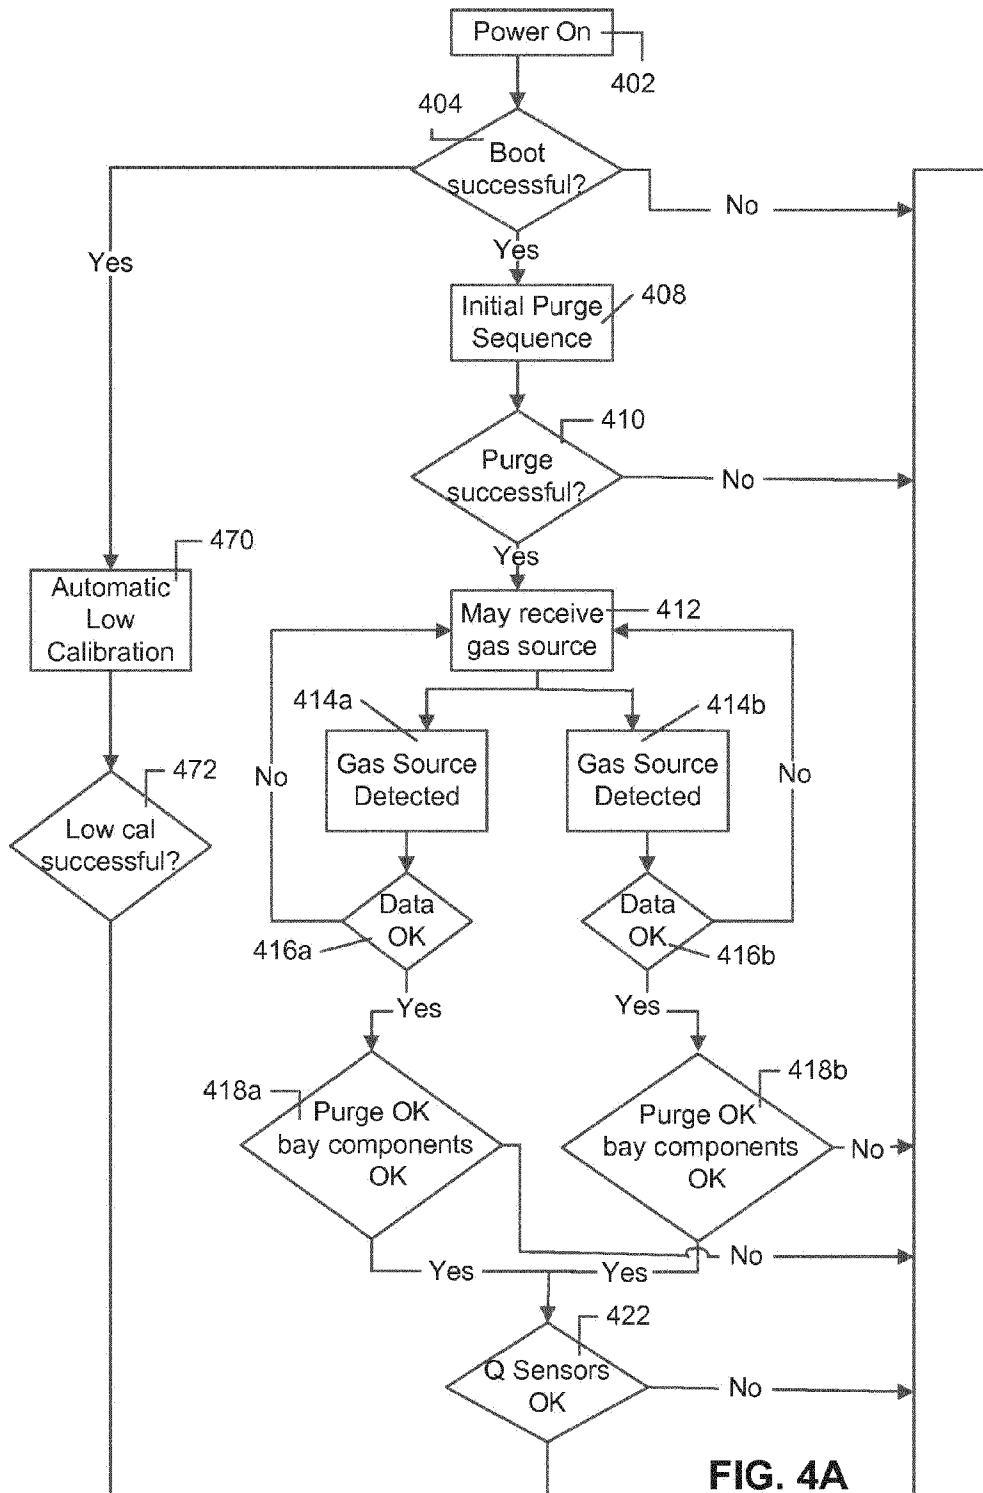 Power On
402
404
Boot
successful?
No
Yes
Yes
Initial Purge
Sequence
408
410
Purge
successful?
No
Yes
470
Automatic
Low
Calibration
May receive
gas source
412
414a
414b
Gas Source
Detected
Gas Source
Detected
No
No
472
Low cal
successful?
Data
OK
416a
Data
OK
416b
Yes
Yes
418a
Purge OK
bay components
OK
418b
Purge OK
bay components
OK
No
No
Yes
Yes
422
Q Sensors
OK
No
FIG. 4A